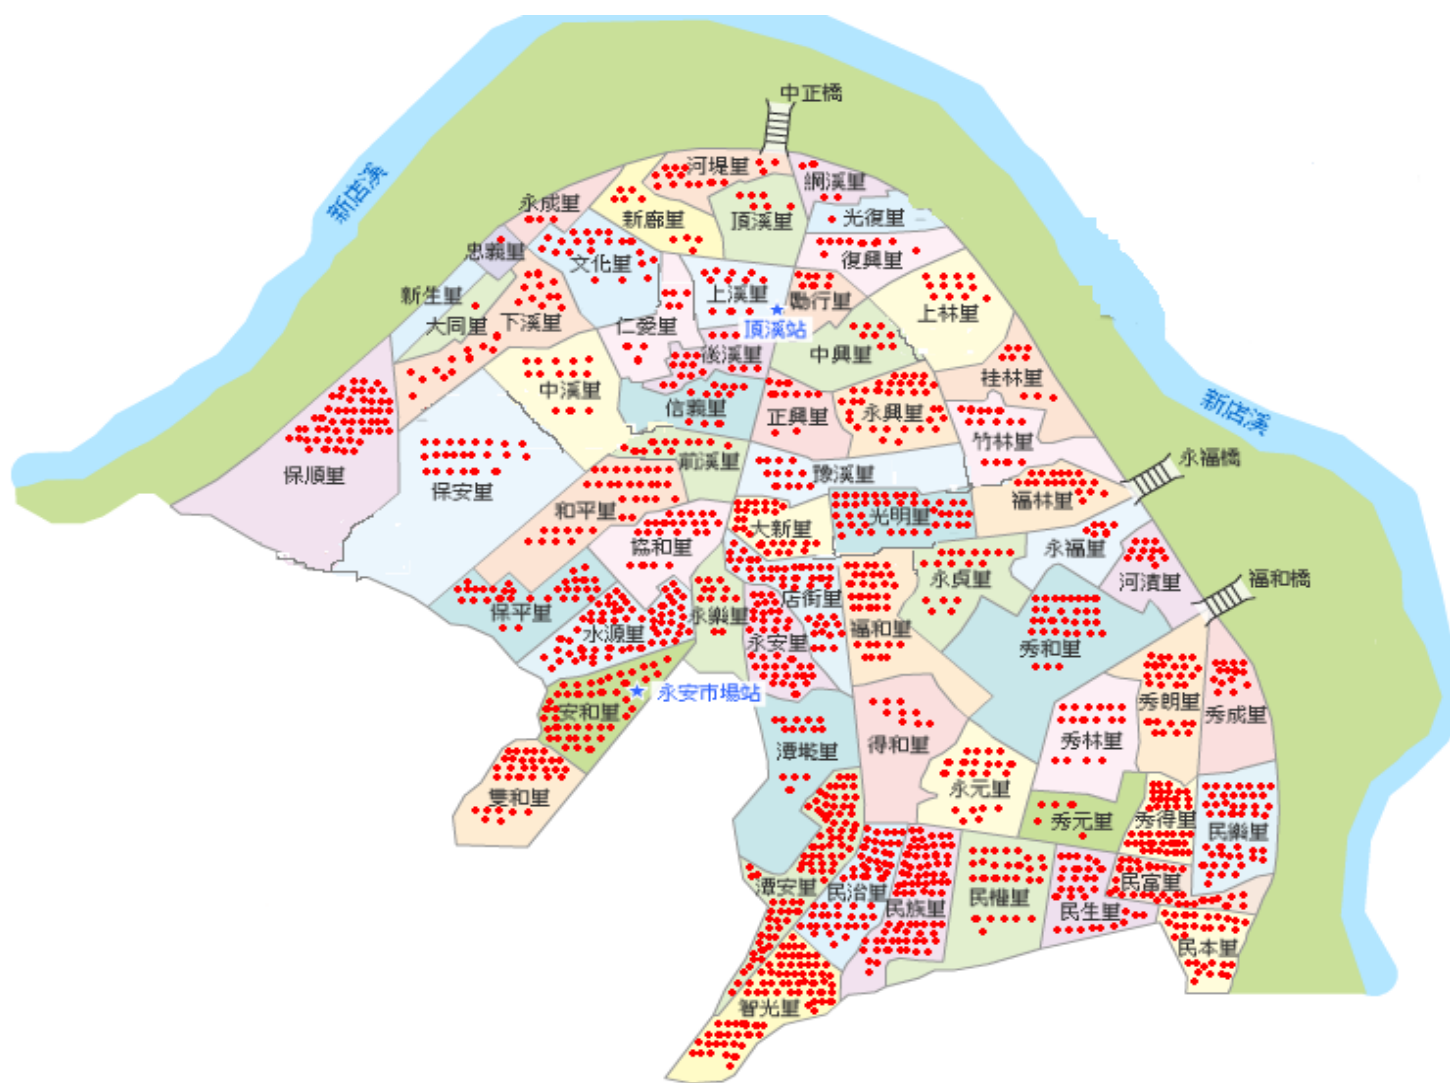 中正橋
河堤里
網溪里
新店溪
永成里
新廍里
頂溪里
光復里
忠義里
文化里
復興里
新生里
上溪里
勵行里
大同里
下溪里
仁愛里
上林里
頂溪站
後溪里
中興里
中溪里
桂林里
信義里
正興里
永興里
新店溪
竹林里
保順里
前溪里
永福橋
保安里
豫溪里
和平里
福林里
大新里
光明里
協和里
永福里
永貞里
河濱里
福和橋
保平里
店街里
水源里
永樂里
永安里
福和里
秀和里
永安市場站
安和里
秀朗里
秀成里
潭墘里
得和里
秀林里
雙和里
永元里
秀元里
秀得里
民樂里
潭安里
民治里
民族里
民權里
民生里
民富里
民本里
智光里